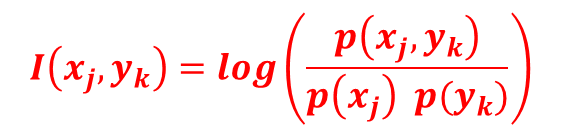 I(x_j, y_k) = log( p(x_j, y_k) / p(x_j) p(y_k) )